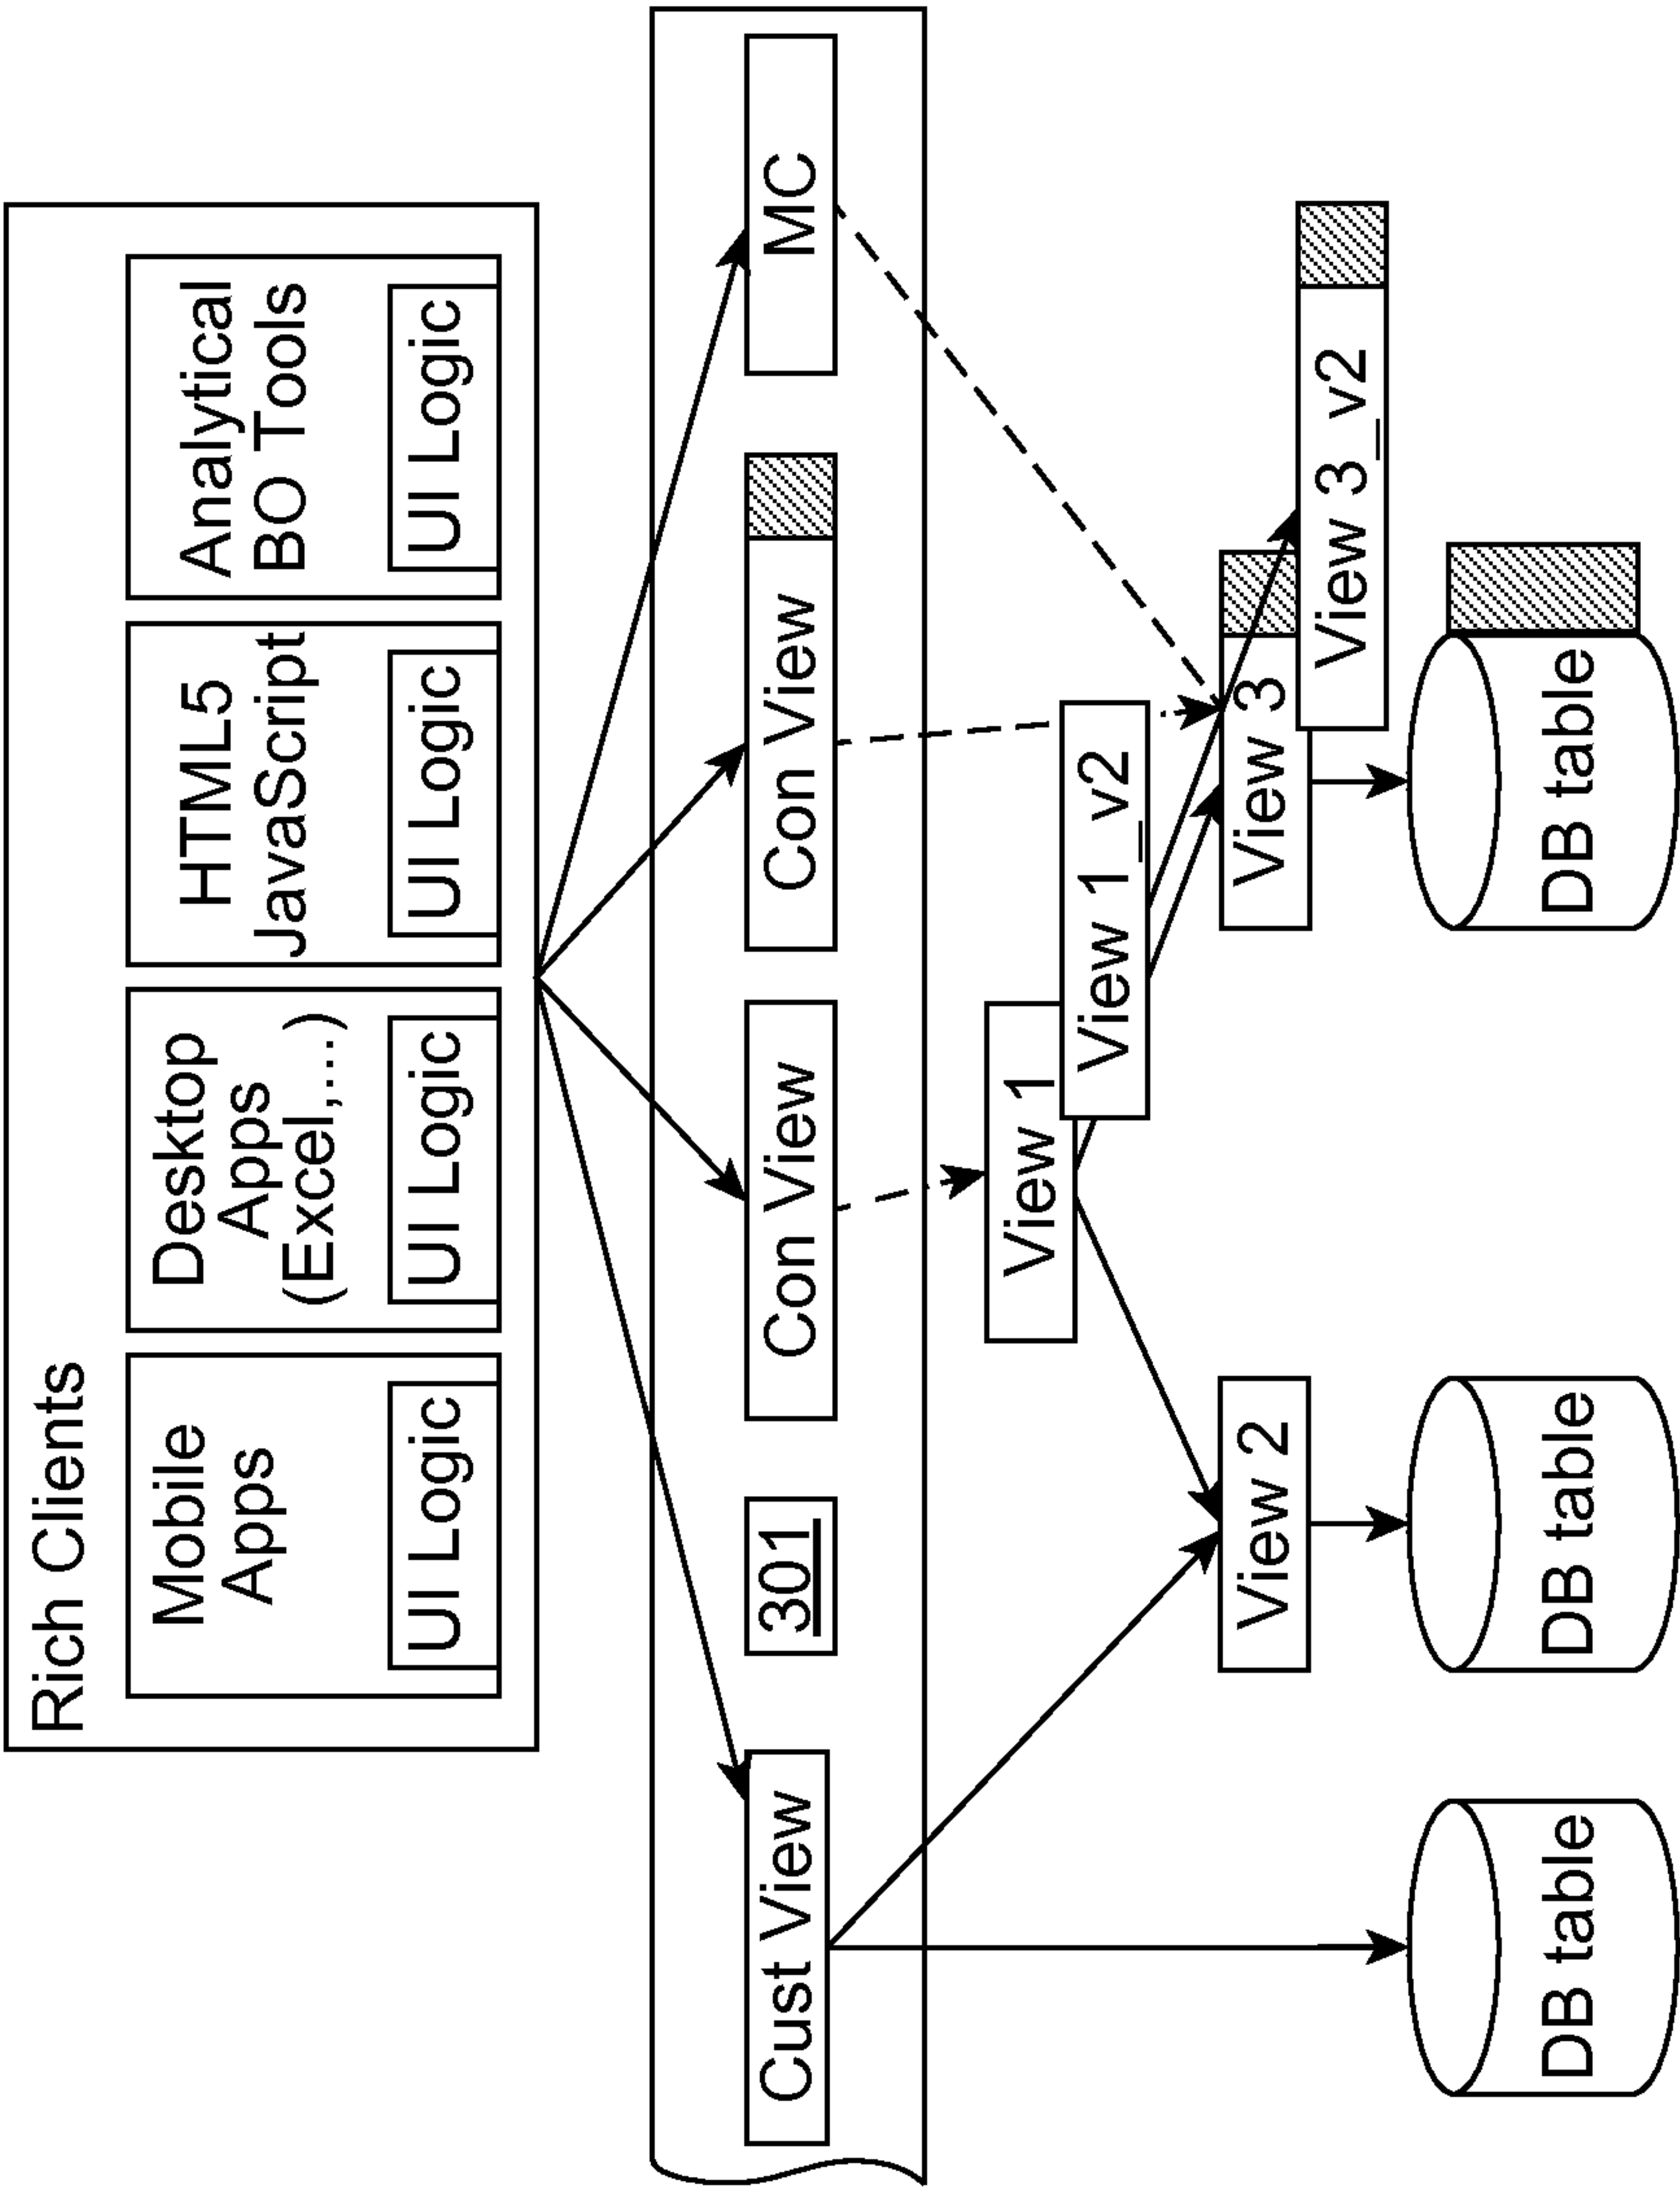 Rich Clients
Mobile
Apps
UI Logic
Desktop
Apps
(Excel,...)
UI Logic
HTML5
JavaScript
UI Logic
Analytical
BO Tools
UI Logic
Cust View
301
Con View
Con View
MC
View 1
View 1_v2
View 2
View 3
View 3_v2
DB table
DB table
DB table